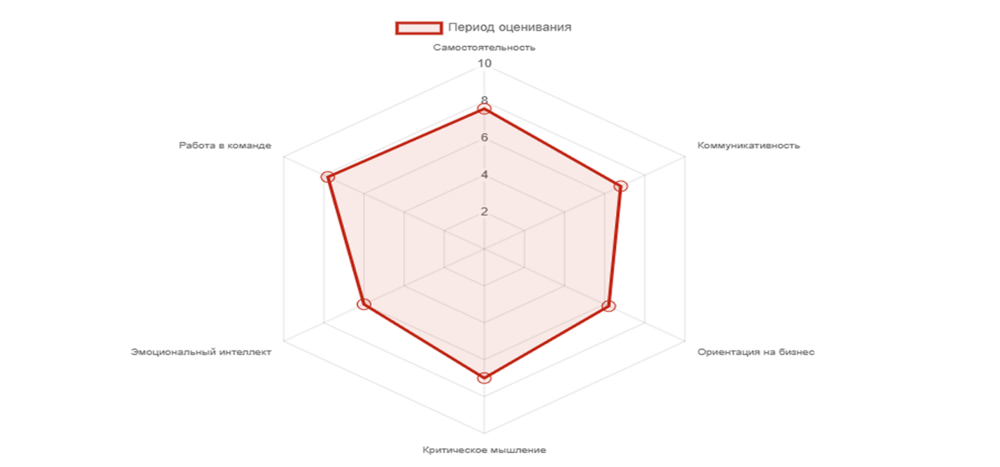 Период оценивания
Самостоятельность
10
8
6
4
2
Работа в команде
Коммуникативность
Эмоциональный интеллект
Ориентация на бизнес
Критическое мышление